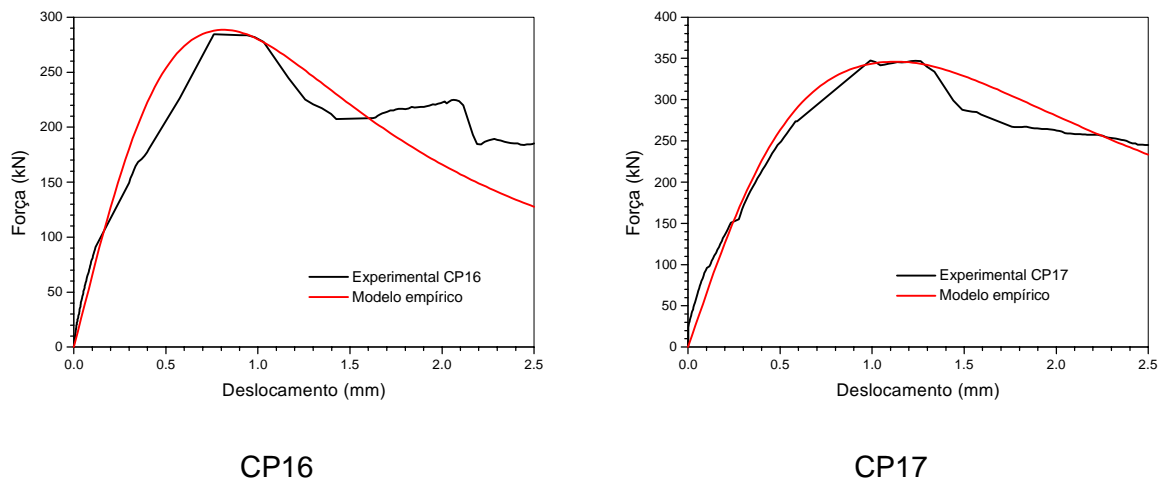 300
250
200
150
100
50
0
0.0 0.5 1.0 1.5 2.0 2.5
Força (kN)
Deslocamento (mm)
Experimental CP16
Modelo empírico
CP16
400
350
300
250
200
150
100
50
0
0.0 0.5 1.0 1.5 2.0 2.5
Força (kN)
Deslocamento (mm)
Experimental CP17
Modelo empírico
CP17